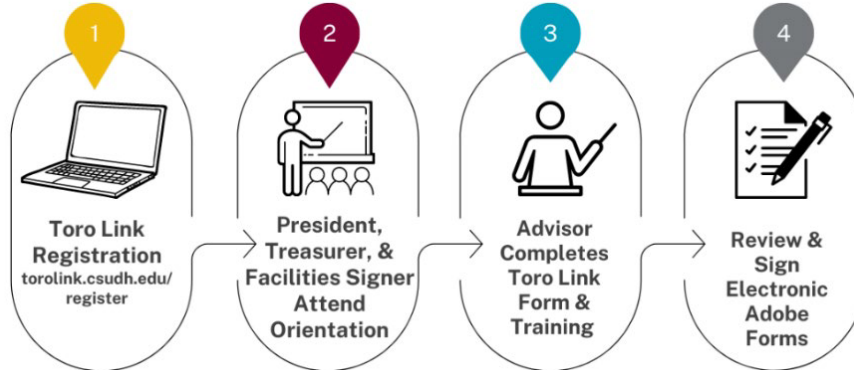 1
Toro Link
Registration
torolink.csudh.edu/
register
2
President,
Treasurer, &
Facilities Signer
Attend
Orientation
3
Advisor
Completes
Toro Link
Form &
Training
4
Review &
Sign
Electronic
Adobe
Forms